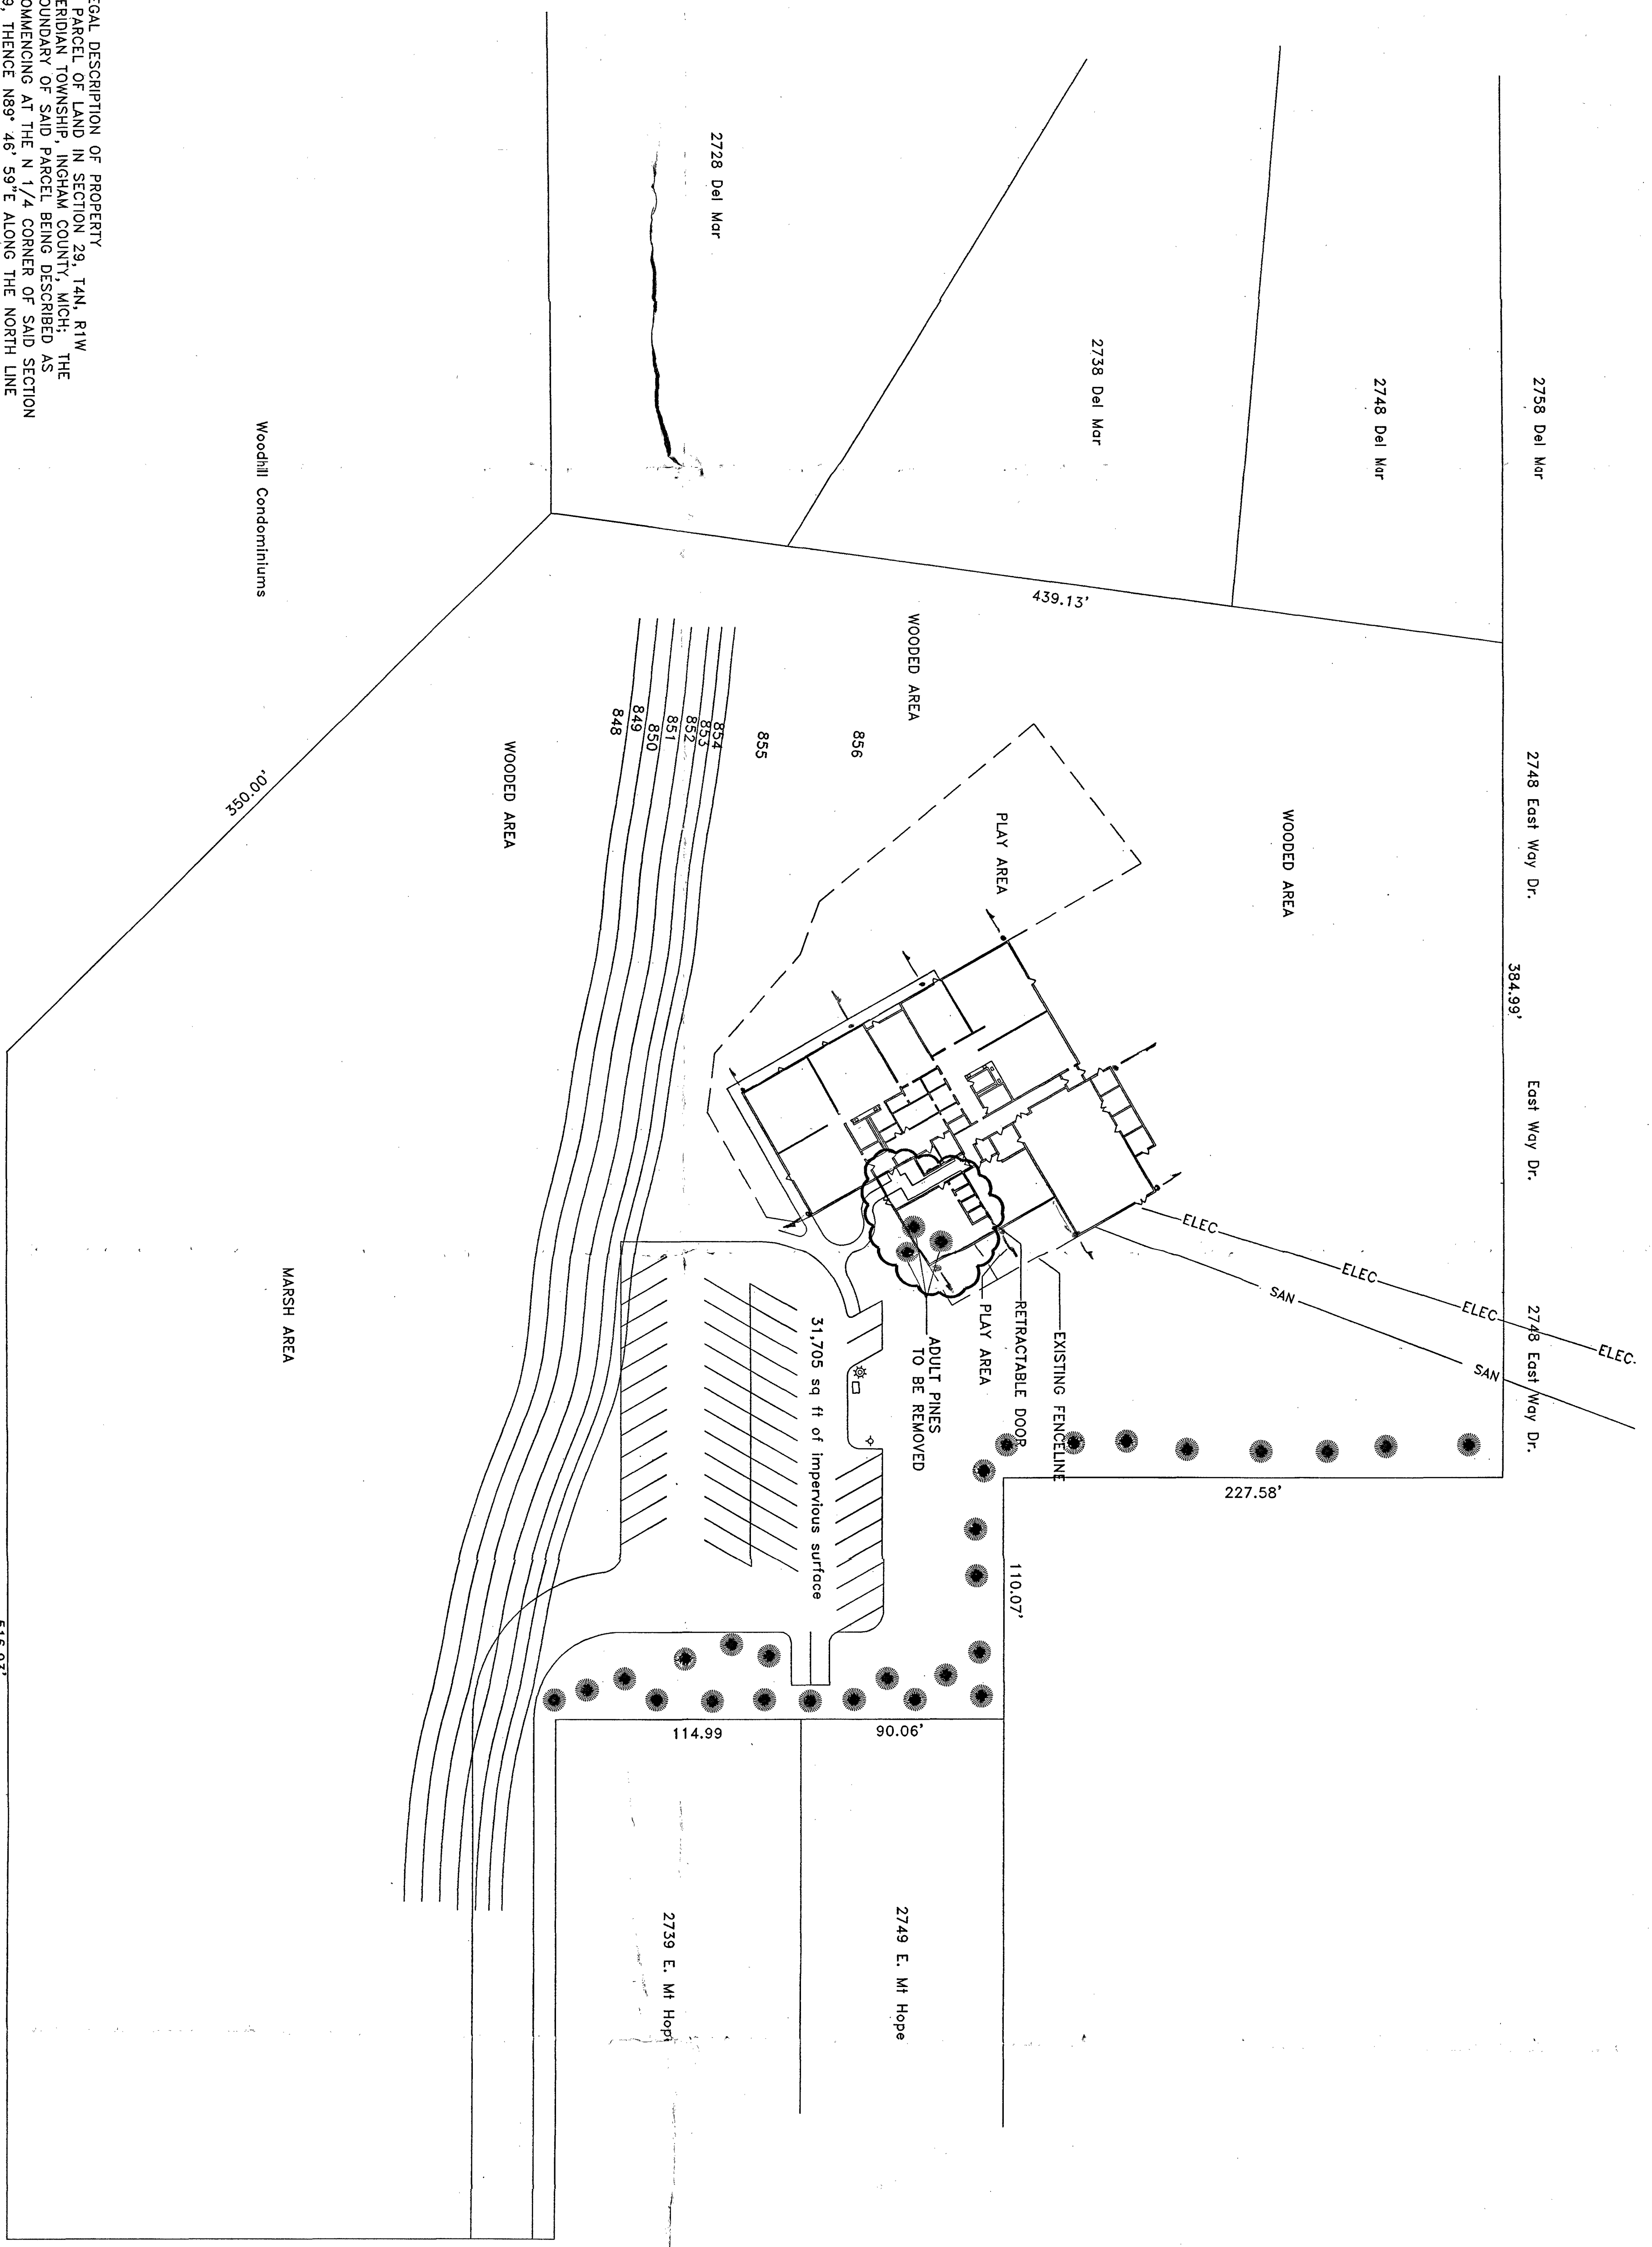 LEGAL DESCRIPTION OF PROPERTY
PARCEL OF LAND IN SECTION 29, T4N, R1W
MERIDIAN TOWNSHIP, INGHAM COUNTY, MICH; THE
BOUNDARY OF SAID PARCEL BEING DESCRIBED AS
COMMENCING AT THE N 1/4 CORNER OF SAID SECTION
9, THENCE N89° 46' 59"E ALONG THE NORTH LINE
2758 Del Mar
2748 Del Mar
2738 Del Mar
2728 Del Mar
Woodhill Condominiums
2748 East Way Dr.
384.99'
East Way Dr.
2748 East Way Dr.
439.13'
WOODED AREA
WOODED AREA
WOODED AREA
PLAY AREA
856
855
854
853
852
851
850
849
848
350.00'
MARSH AREA
ELEC
ELEC
ELEC
ELEC
SAN
SAN
EXISTING FENCELINE
RETRACTABLE DOOR
PLAY AREA
ADULT PINES
TO BE REMOVED
31,705 sq ft of impervious surface
227.58'
110.07'
90.06'
114.99
2749 E. Mt Hope
2739 E. Mt Hop